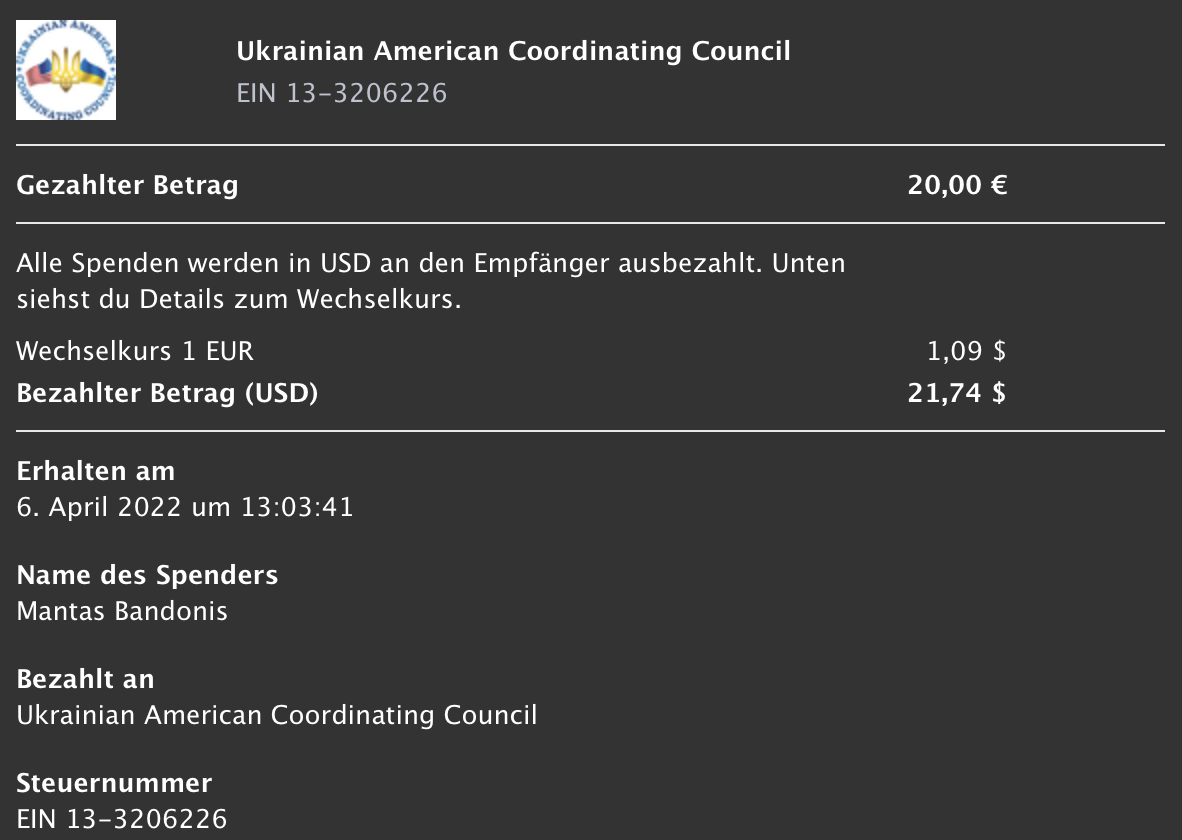 UKRAINIAN AMERICAN
COORDINATING COUNCIL
Ukrainian American Coordinating Council
EIN 13-3206226
Gezahlter Betrag 20,00 €
Alle Spenden werden in USD an den Empfänger ausbezahlt. Unten
siehst du Details zum Wechselkurs.
Wechselkurs 1 EUR 1,09 $
Bezahlter Betrag (USD) 21,74 $
Erhalten am
6. April 2022 um 13:03:41
Name des Spenders
Mantas Bandonis
Bezahlt an
Ukrainian American Coordinating Council
Steuernummer
EIN 13-3206226